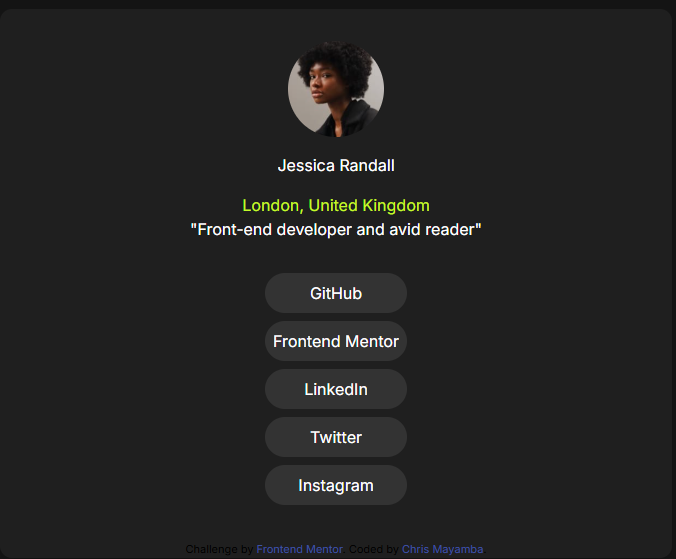 Jessica Randall
London, United Kingdom
"Front-end developer and avid reader"
GitHub
Frontend Mentor
LinkedIn
Twitter
Instagram
Challenge by Frontend Mentor. Coded by Chris Mayamba